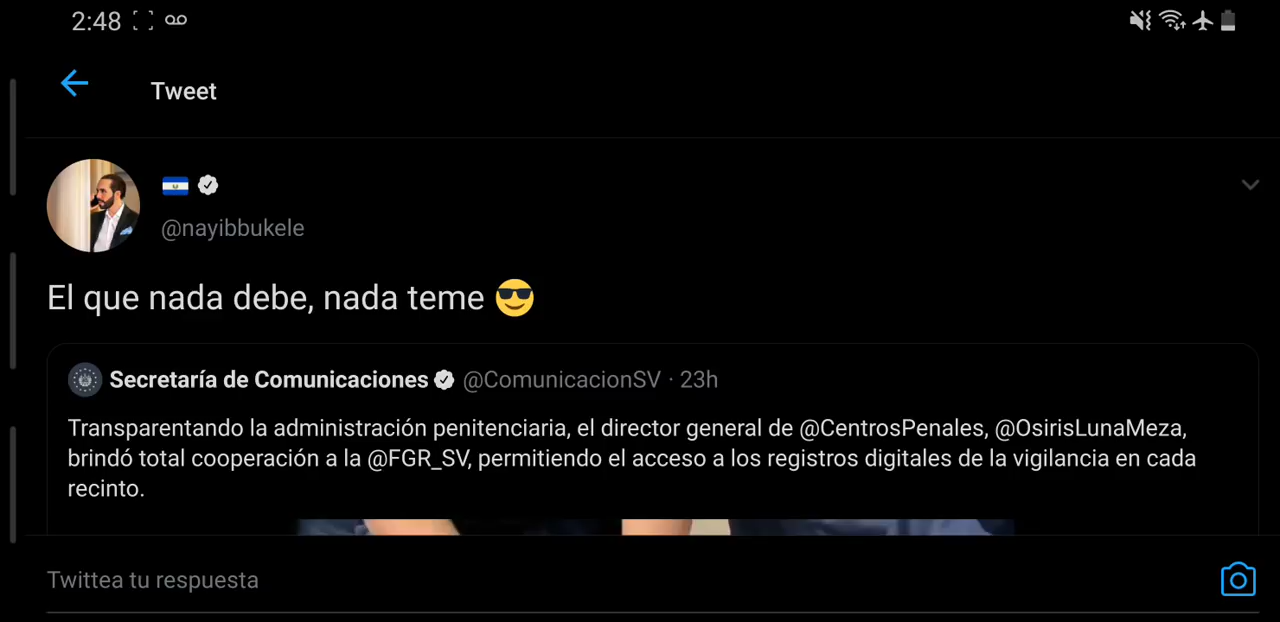 2:48
Tweet
@nayibbukele
El que nada debe, nada teme 😎
Secretaría de Comunicaciones @ComunicacionSV · 23h
Transparentando la administración penitenciaria, el director general de @CentrosPenales, @OsirisLunaMeza,
brindó total cooperación a la @FGR_SV, permitiendo el acceso a los registros digitales de la vigilancia en cada
recinto.
Twittea tu respuesta